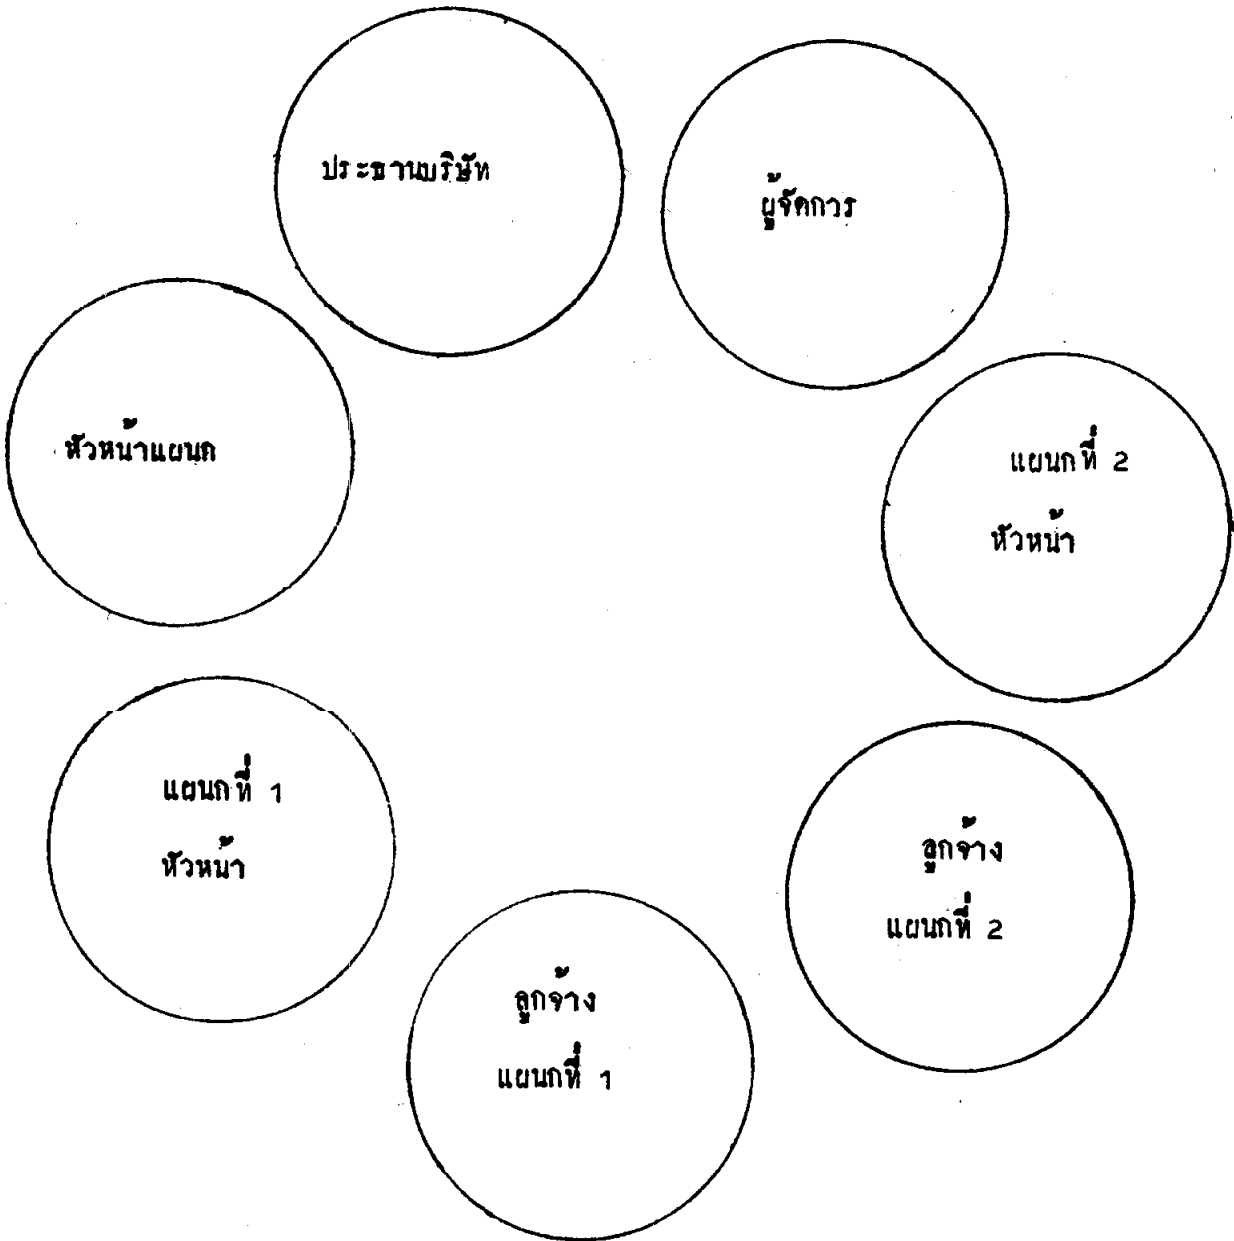 ประธานบริษัท
ผู้จัดการ
หัวหน้าแผนก
แผนกที่ 2
หัวหน้า
แผนกที่ 1
หัวหน้า
ลูกจ้าง
แผนกที่ 2
ลูกจ้าง
แผนกที่ 1